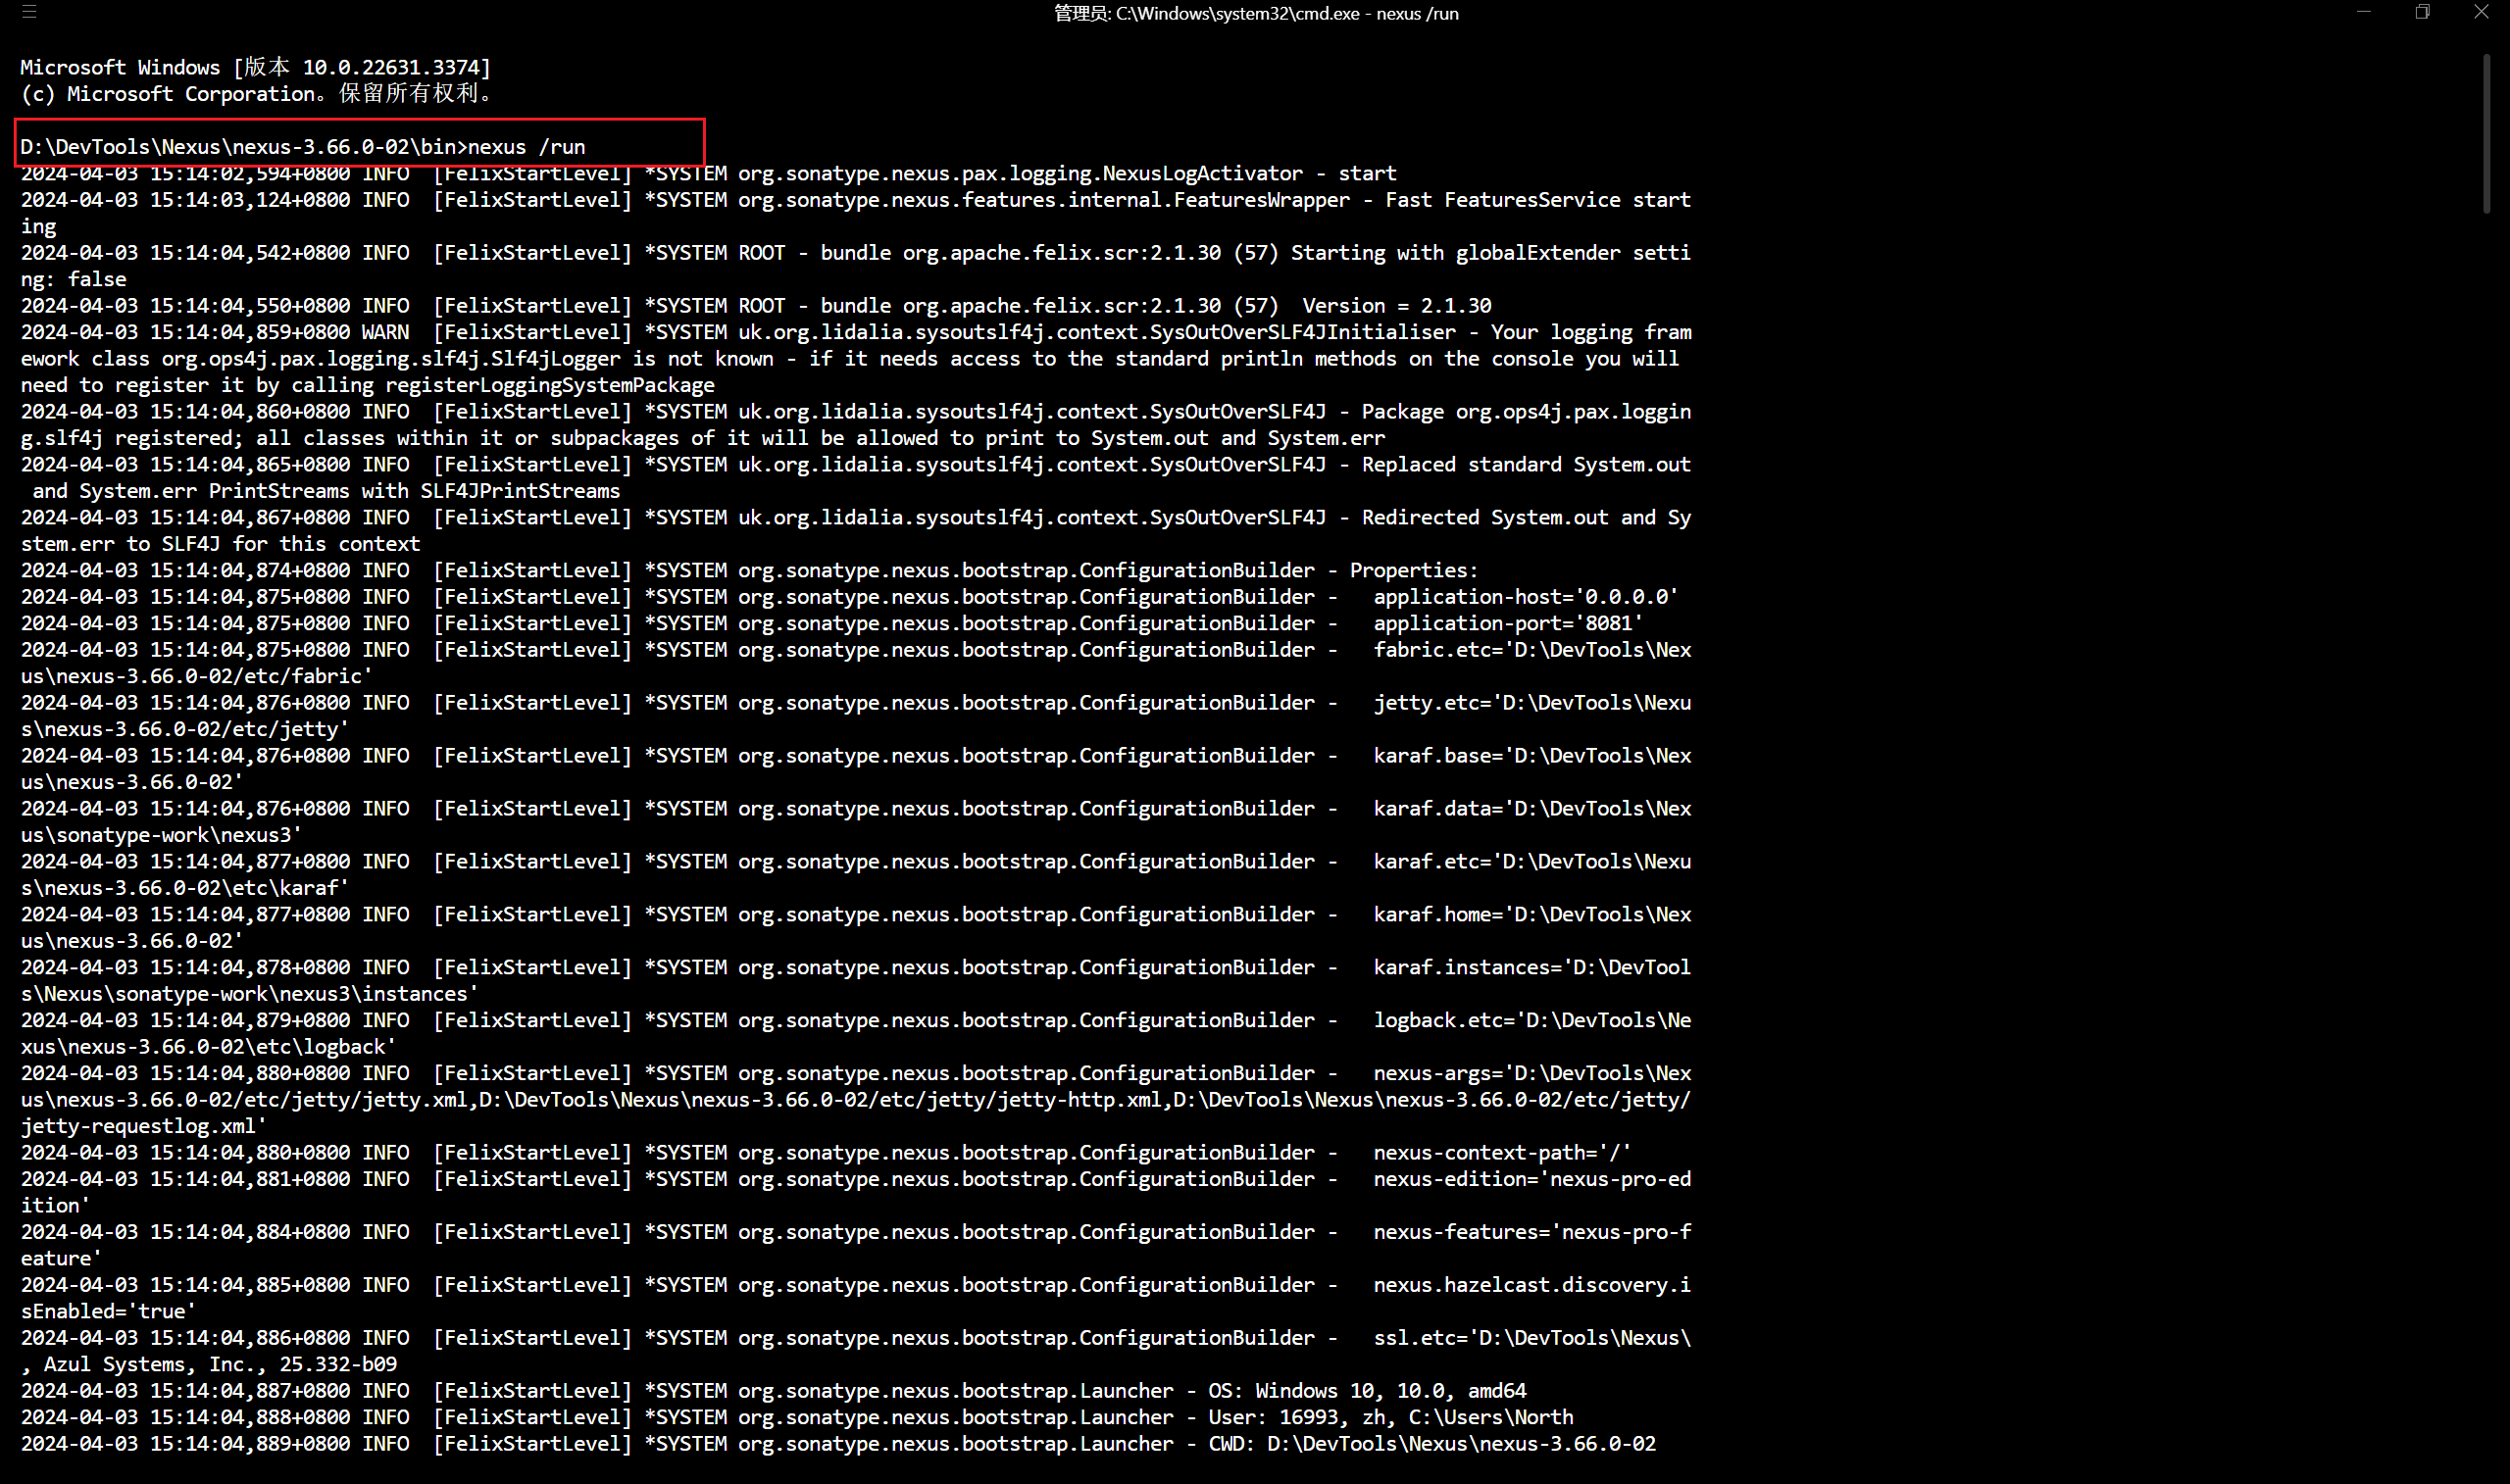 管理员: C:\Windows\system32\cmd.exe - nexus /run
Microsoft Windows [版本 10.0.22631.3374]
(c) Microsoft Corporation。保留所有权利。
D:\DevTools\Nexus\nexus-3.66.0-02\bin>nexus /run
2024-04-03 15:14:02,594+0800 INFO  [FelixStartLevel] *SYSTEM org.sonatype.nexus.pax.logging.NexusLogActivator - start
2024-04-03 15:14:03,124+0800 INFO  [FelixStartLevel] *SYSTEM org.sonatype.nexus.features.internal.FeaturesWrapper - Fast FeaturesService start
ing
2024-04-03 15:14:04,542+0800 INFO  [FelixStartLevel] *SYSTEM ROOT - bundle org.apache.felix.scr:2.1.30 (57) Starting with globalExtender setti
ng: false
2024-04-03 15:14:04,550+0800 INFO  [FelixStartLevel] *SYSTEM ROOT - bundle org.apache.felix.scr:2.1.30 (57)  Version = 2.1.30
2024-04-03 15:14:04,859+0800 WARN  [FelixStartLevel] *SYSTEM uk.org.lidalia.sysoutslf4j.context.SysOutOverSLF4JInitialiser - Your logging fram
ework class org.ops4j.pax.logging.slf4j.Slf4jLogger is not known - if it needs access to the standard println methods on the console you will
need to register it by calling registerLoggingSystemPackage
2024-04-03 15:14:04,860+0800 INFO  [FelixStartLevel] *SYSTEM uk.org.lidalia.sysoutslf4j.context.SysOutOverSLF4J - Package org.ops4j.pax.loggin
g.slf4j registered; all classes within it or subpackages of it will be allowed to print to System.out and System.err
2024-04-03 15:14:04,865+0800 INFO  [FelixStartLevel] *SYSTEM uk.org.lidalia.sysoutslf4j.context.SysOutOverSLF4J - Replaced standard System.out
 and System.err PrintStreams with SLF4JPrintStreams
2024-04-03 15:14:04,867+0800 INFO  [FelixStartLevel] *SYSTEM uk.org.lidalia.sysoutslf4j.context.SysOutOverSLF4J - Redirected System.out and Sy
stem.err to SLF4J for this context
2024-04-03 15:14:04,874+0800 INFO  [FelixStartLevel] *SYSTEM org.sonatype.nexus.bootstrap.ConfigurationBuilder - Properties:
2024-04-03 15:14:04,875+0800 INFO  [FelixStartLevel] *SYSTEM org.sonatype.nexus.bootstrap.ConfigurationBuilder -   application-host='0.0.0.0'
2024-04-03 15:14:04,875+0800 INFO  [FelixStartLevel] *SYSTEM org.sonatype.nexus.bootstrap.ConfigurationBuilder -   application-port='8081'
2024-04-03 15:14:04,875+0800 INFO  [FelixStartLevel] *SYSTEM org.sonatype.nexus.bootstrap.ConfigurationBuilder -   fabric.etc='D:\DevTools\Nex
us\nexus-3.66.0-02/etc/fabric'
2024-04-03 15:14:04,876+0800 INFO  [FelixStartLevel] *SYSTEM org.sonatype.nexus.bootstrap.ConfigurationBuilder -   jetty.etc='D:\DevTools\Nexu
s\nexus-3.66.0-02/etc/jetty'
2024-04-03 15:14:04,876+0800 INFO  [FelixStartLevel] *SYSTEM org.sonatype.nexus.bootstrap.ConfigurationBuilder -   karaf.base='D:\DevTools\Nex
us\nexus-3.66.0-02'
2024-04-03 15:14:04,876+0800 INFO  [FelixStartLevel] *SYSTEM org.sonatype.nexus.bootstrap.ConfigurationBuilder -   karaf.data='D:\DevTools\Nex
us\sonatype-work\nexus3'
2024-04-03 15:14:04,877+0800 INFO  [FelixStartLevel] *SYSTEM org.sonatype.nexus.bootstrap.ConfigurationBuilder -   karaf.etc='D:\DevTools\Nexu
s\nexus-3.66.0-02\etc\karaf'
2024-04-03 15:14:04,877+0800 INFO  [FelixStartLevel] *SYSTEM org.sonatype.nexus.bootstrap.ConfigurationBuilder -   karaf.home='D:\DevTools\Nex
us\nexus-3.66.0-02'
2024-04-03 15:14:04,878+0800 INFO  [FelixStartLevel] *SYSTEM org.sonatype.nexus.bootstrap.ConfigurationBuilder -   karaf.instances='D:\DevTool
s\Nexus\sonatype-work\nexus3\instances'
2024-04-03 15:14:04,879+0800 INFO  [FelixStartLevel] *SYSTEM org.sonatype.nexus.bootstrap.ConfigurationBuilder -   logback.etc='D:\DevTools\Ne
xus\nexus-3.66.0-02\etc\logback'
2024-04-03 15:14:04,880+0800 INFO  [FelixStartLevel] *SYSTEM org.sonatype.nexus.bootstrap.ConfigurationBuilder -   nexus-args='D:\DevTools\Nex
us\nexus-3.66.0-02/etc/jetty/jetty.xml,D:\DevTools\Nexus\nexus-3.66.0-02/etc/jetty/jetty-http.xml,D:\DevTools\Nexus\nexus-3.66.0-02/etc/jetty/
jetty-requestlog.xml'
2024-04-03 15:14:04,880+0800 INFO  [FelixStartLevel] *SYSTEM org.sonatype.nexus.bootstrap.ConfigurationBuilder -   nexus-context-path='/'
2024-04-03 15:14:04,881+0800 INFO  [FelixStartLevel] *SYSTEM org.sonatype.nexus.bootstrap.ConfigurationBuilder -   nexus-edition='nexus-pro-ed
ition'
2024-04-03 15:14:04,884+0800 INFO  [FelixStartLevel] *SYSTEM org.sonatype.nexus.bootstrap.ConfigurationBuilder -   nexus-features='nexus-pro-f
eature'
2024-04-03 15:14:04,885+0800 INFO  [FelixStartLevel] *SYSTEM org.sonatype.nexus.bootstrap.ConfigurationBuilder -   nexus.hazelcast.discovery.i
sEnabled='true'
2024-04-03 15:14:04,886+0800 INFO  [FelixStartLevel] *SYSTEM org.sonatype.nexus.bootstrap.ConfigurationBuilder -   ssl.etc='D:\DevTools\Nexus\
, Azul Systems, Inc., 25.332-b09
2024-04-03 15:14:04,887+0800 INFO  [FelixStartLevel] *SYSTEM org.sonatype.nexus.bootstrap.Launcher - OS: Windows 10, 10.0, amd64
2024-04-03 15:14:04,888+0800 INFO  [FelixStartLevel] *SYSTEM org.sonatype.nexus.bootstrap.Launcher - User: 16993, zh, C:\Users\North
2024-04-03 15:14:04,889+0800 INFO  [FelixStartLevel] *SYSTEM org.sonatype.nexus.bootstrap.Launcher - CWD: D:\DevTools\Nexus\nexus-3.66.0-02